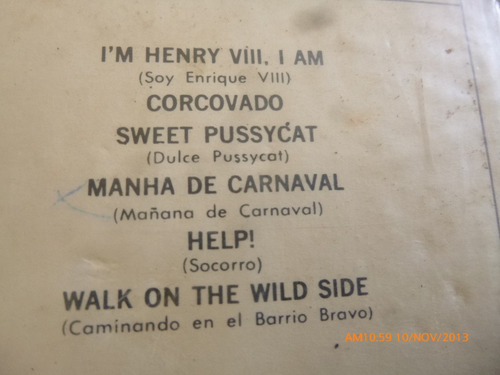 I'M HENRY VIII, I AM
(Soy Enrique VIII)
CORCOVADO
SWEET PUSSYCAT
(Dulce Pussycat)
MANHA DE CARNAVAL
(Mañana de Carnaval)
HELP!
(Socorro)
WALK ON THE WILD SIDE
(Caminando en el Barrio Bravo)
AM10:59 10/NOV/2013